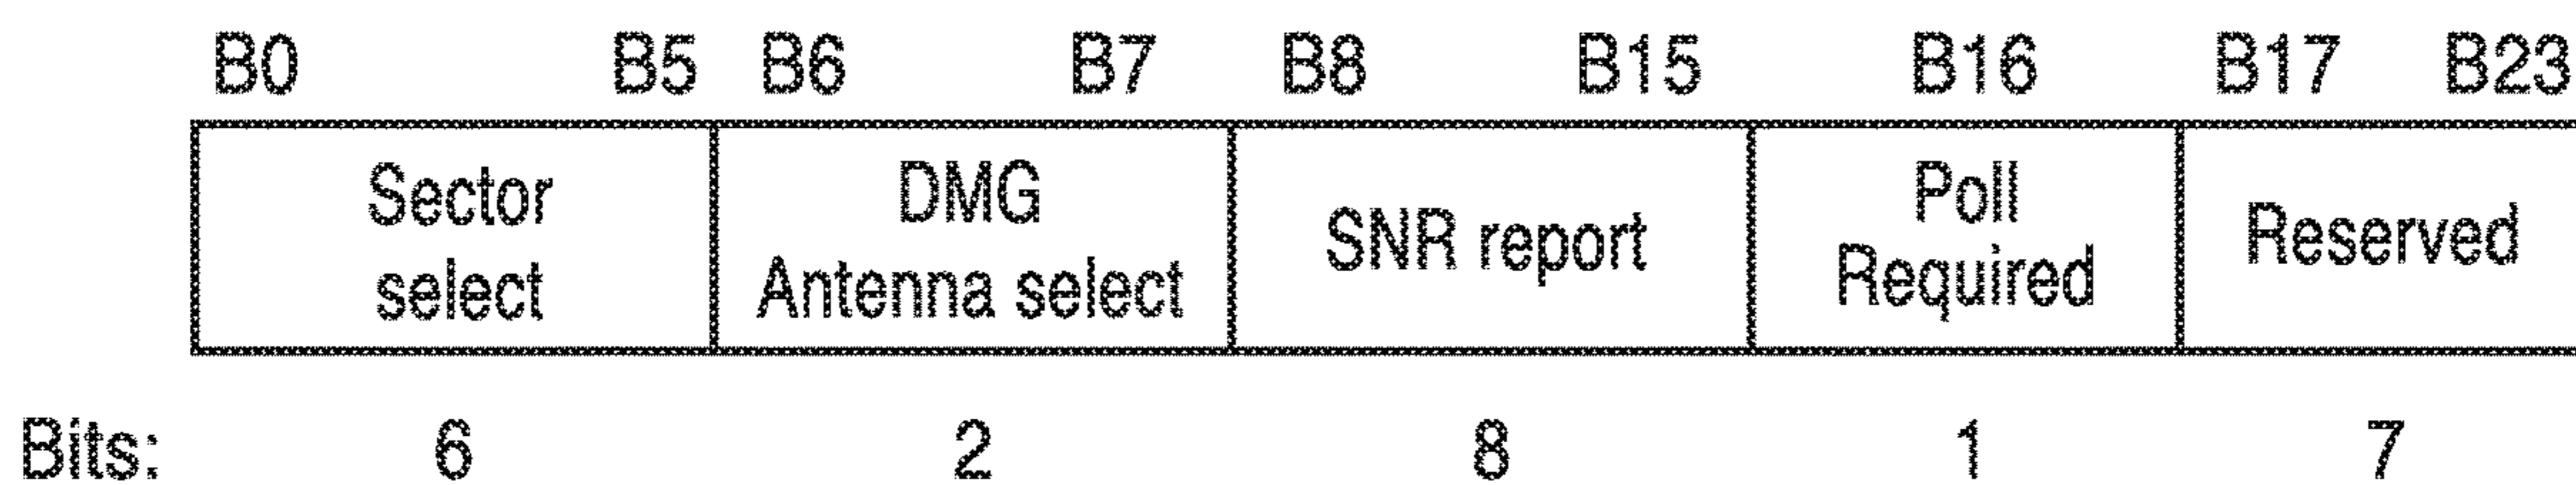 B0 B5 B6 B7 B8 B15 B16 B17 B23
Sector select
DMG Antenna select
SNR report
Poll Required
Reserved
Bits: 6 2 8 1 7